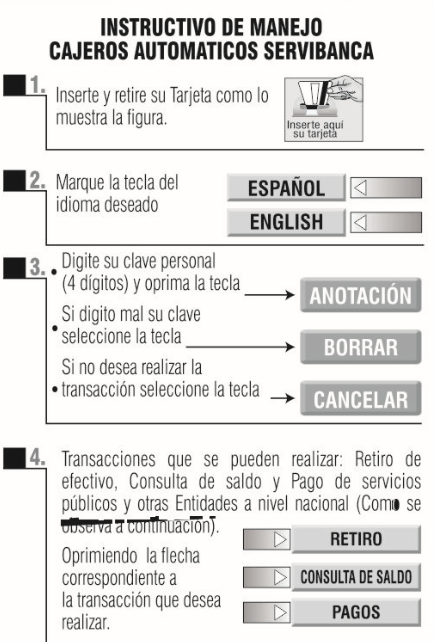 INSTRUCTIVO DE MANEJO
CAJEROS AUTOMATICOS SERVIBANCA
1.
Inserte y retire su Tarjeta como lo
muestra la figura.
Inserte aquí
su tarjeta
2.
Marque la tecla del
idioma deseado
ESPAÑOL
ENGLISH
3.
• Digite su clave personal
(4 dígitos) y oprima la tecla
ANOTACIÓN
Si digito mal su clave
• seleccione la tecla
BORRAR
Si no desea realizar la
• transacción seleccione la tecla
CANCELAR
4.
Transacciones que se pueden realizar: Retiro de
efectivo, Consulta de saldo y Pago de servicios
públicos y otras Entidades a nivel nacional (Como se
observa a continuación).
Oprimiendo la flecha
correspondiente a
la transacción que desea
realizar.
RETIRO
CONSULTA DE SALDO
PAGOS